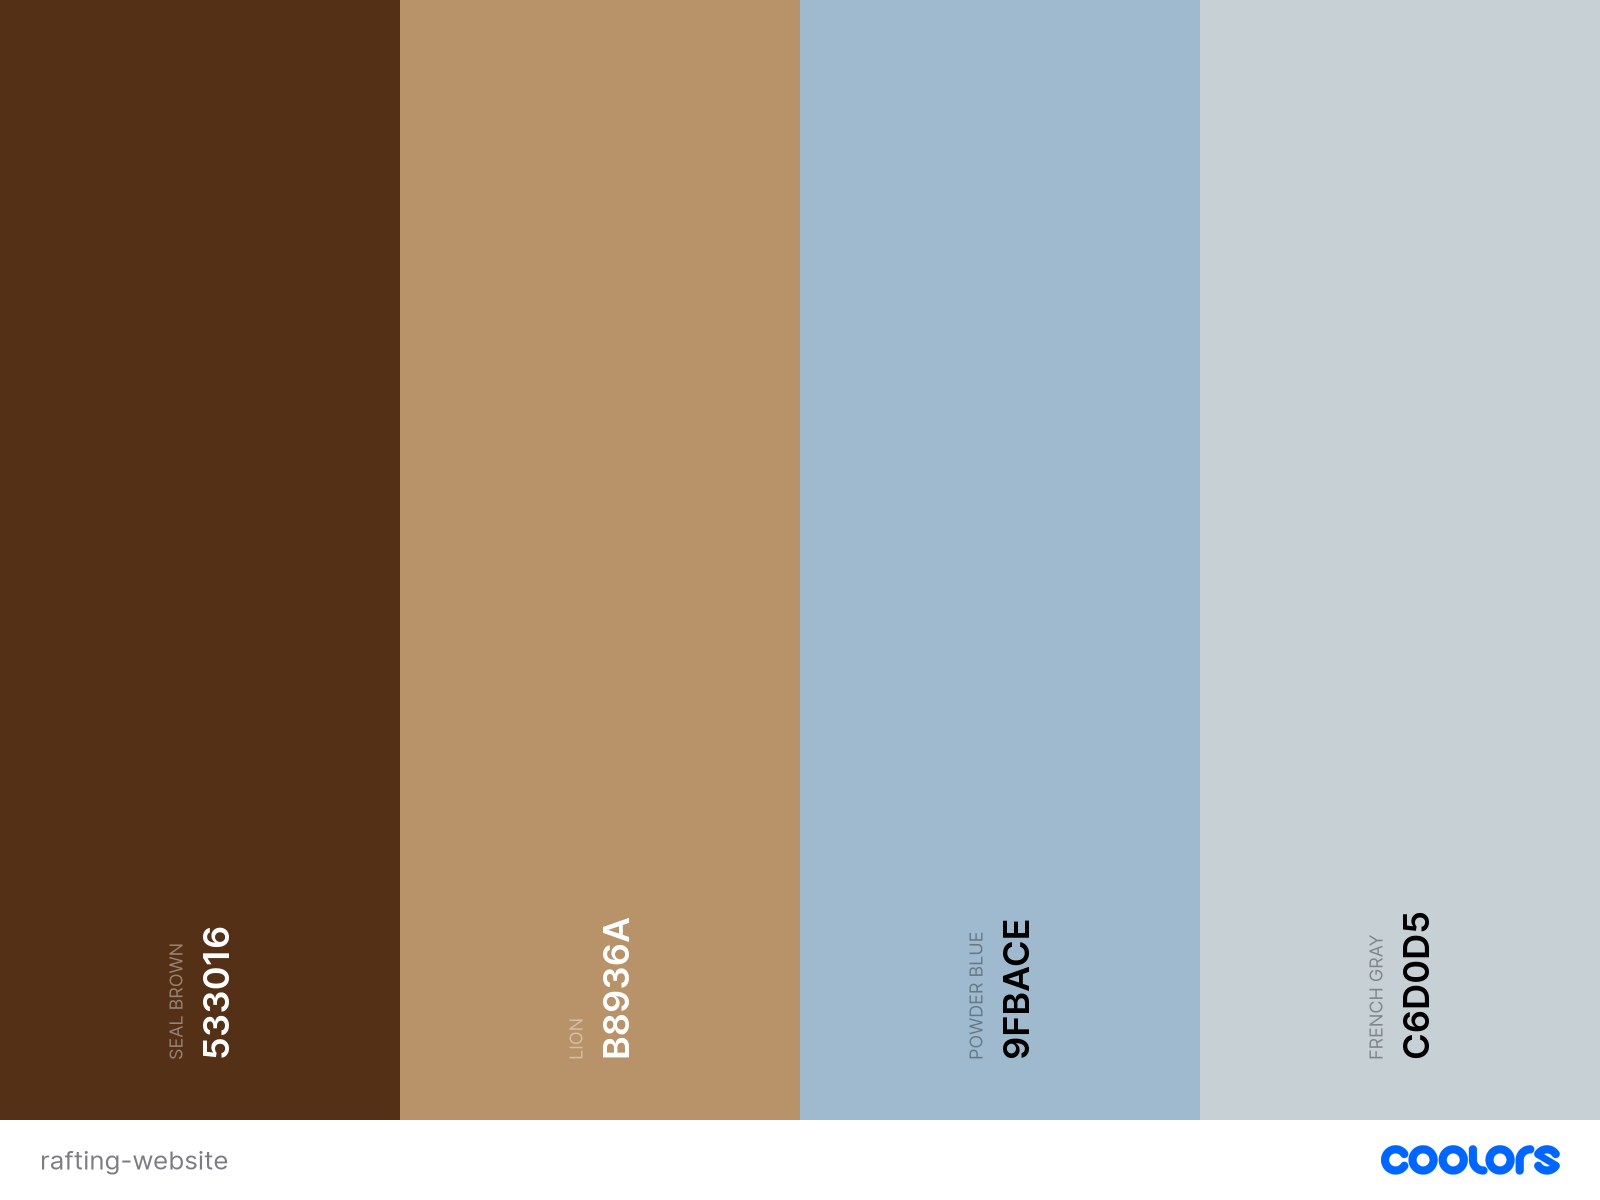 SEAL BROWN
533016
LION
B8936A
POWDER BLUE
9FBACE
FRENCH GRAY
C6D0D5
rafting-website
coolors